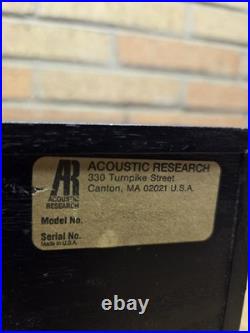 AR
ACOUSTIC
RESEARCH
ACOUSTIC RESEARCH
330 Turnpike Street
Canton, MA 02021 U.S.A.
Model No.
Serial No.
Made in U.S.A.